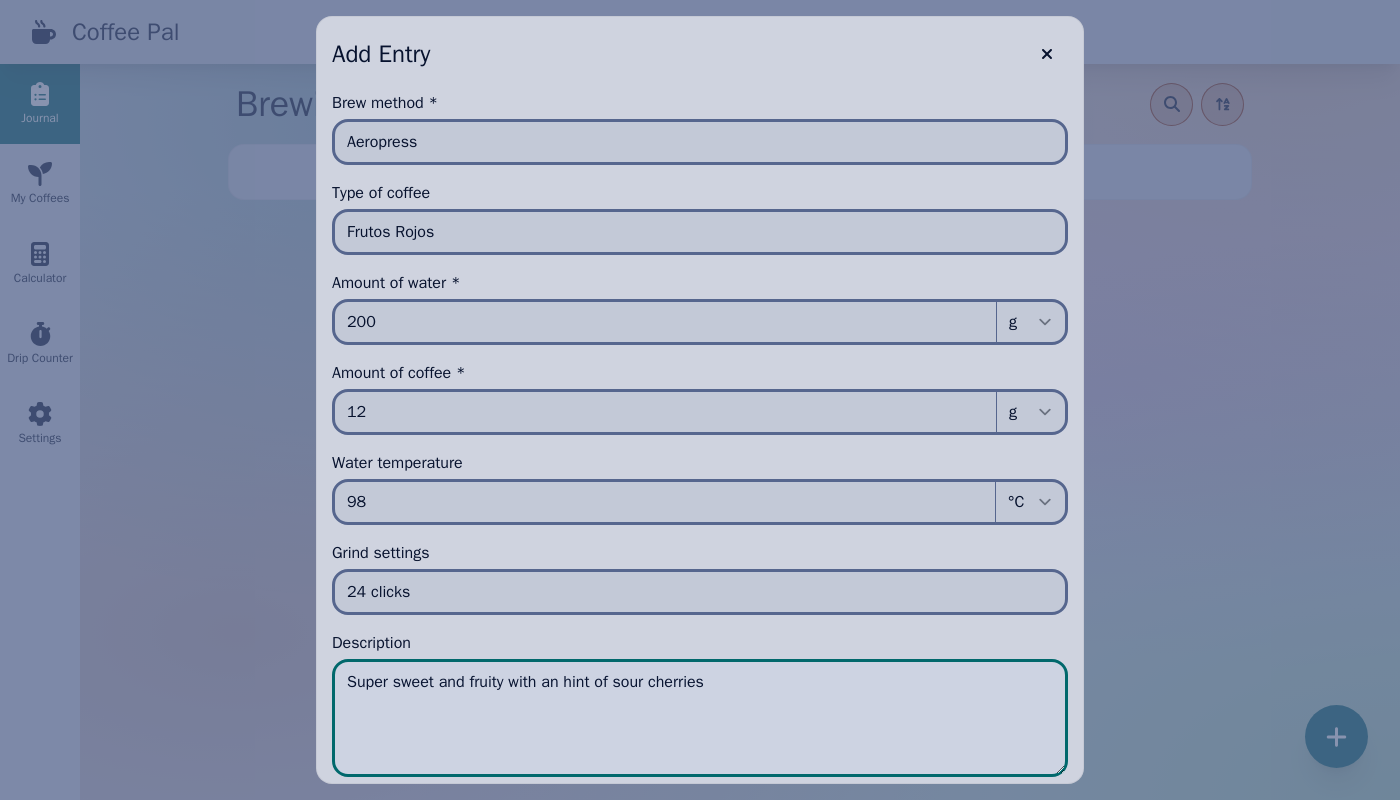 Coffee Pal
Journal
My Coffees
Calculator
Drip Counter
Settings
Brew
Add Entry
Brew method *
Aeropress
Type of coffee
Frutos Rojos
Amount of water *
200 g
Amount of coffee *
12 g
Water temperature
98 °C
Grind settings
24 clicks
Description
Super sweet and fruity with an hint of sour cherries